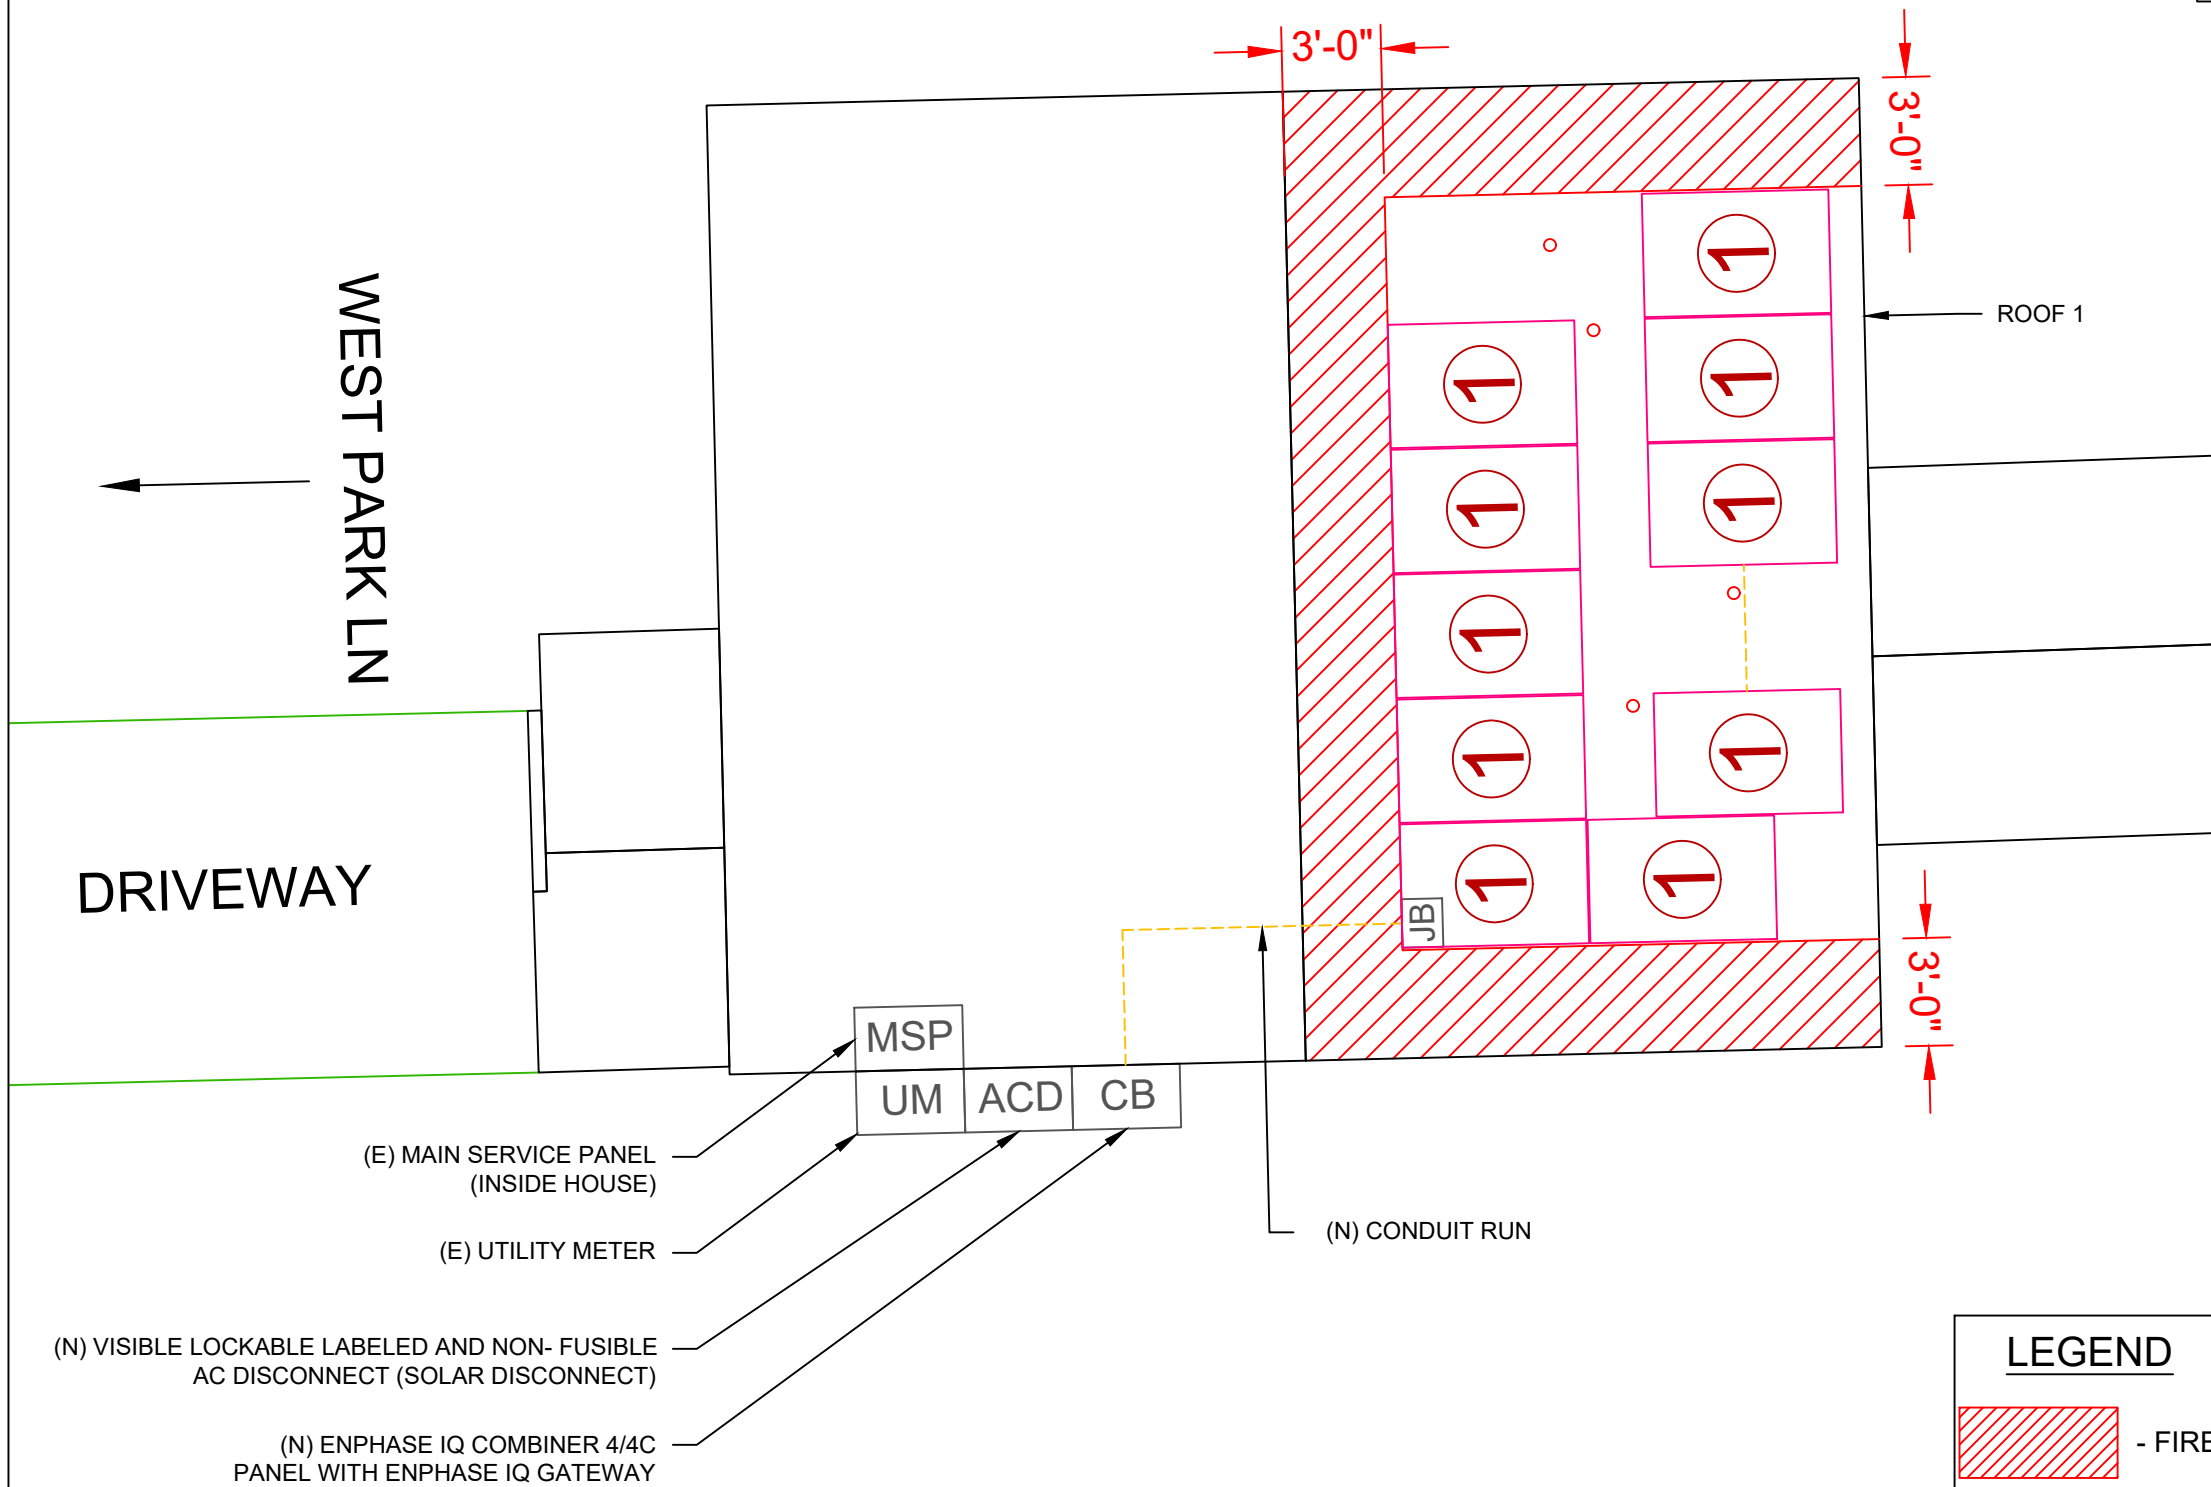 3'-0"
3'-0"
ROOF 1
WEST PARK LN
1
1
1
1
1
1
1
1
1
1
1
DRIVEWAY
JB
3'-0"
MSP
UM
ACD
CB
(E) MAIN SERVICE PANEL
(INSIDE HOUSE)
(E) UTILITY METER
(N) CONDUIT RUN
(N) VISIBLE LOCKABLE LABELED AND NON- FUSIBLE
AC DISCONNECT (SOLAR DISCONNECT)
(N) ENPHASE IQ COMBINER 4/4C
PANEL WITH ENPHASE IQ GATEWAY
LEGEND
- FIRE